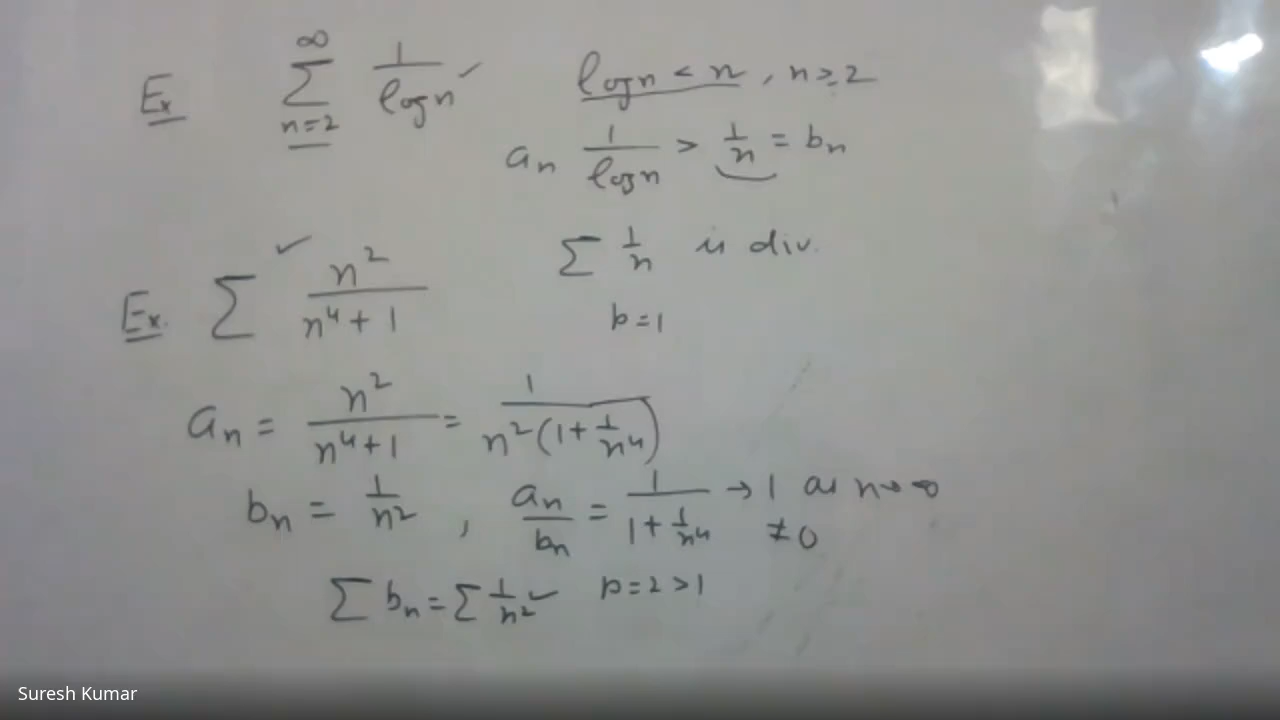 Ex ∑_{n=2}^{∞} 1/log n ✓ log n < n, n ≥ 2
a_n 1/log n > 1/n = b_n
∑ 1/n is div.
p = 1
Ex. ∑ ✓ n²/(n⁴+1)
a_n = n²/(n⁴+1) = 1/(n²(1+1/n⁴))
b_n = 1/n², a_n/b_n = 1/(1+1/n⁴) → 1 as n→∞
≠ 0
∑ b_n = ∑ 1/n² ✓ p = 2 > 1
Suresh Kumar